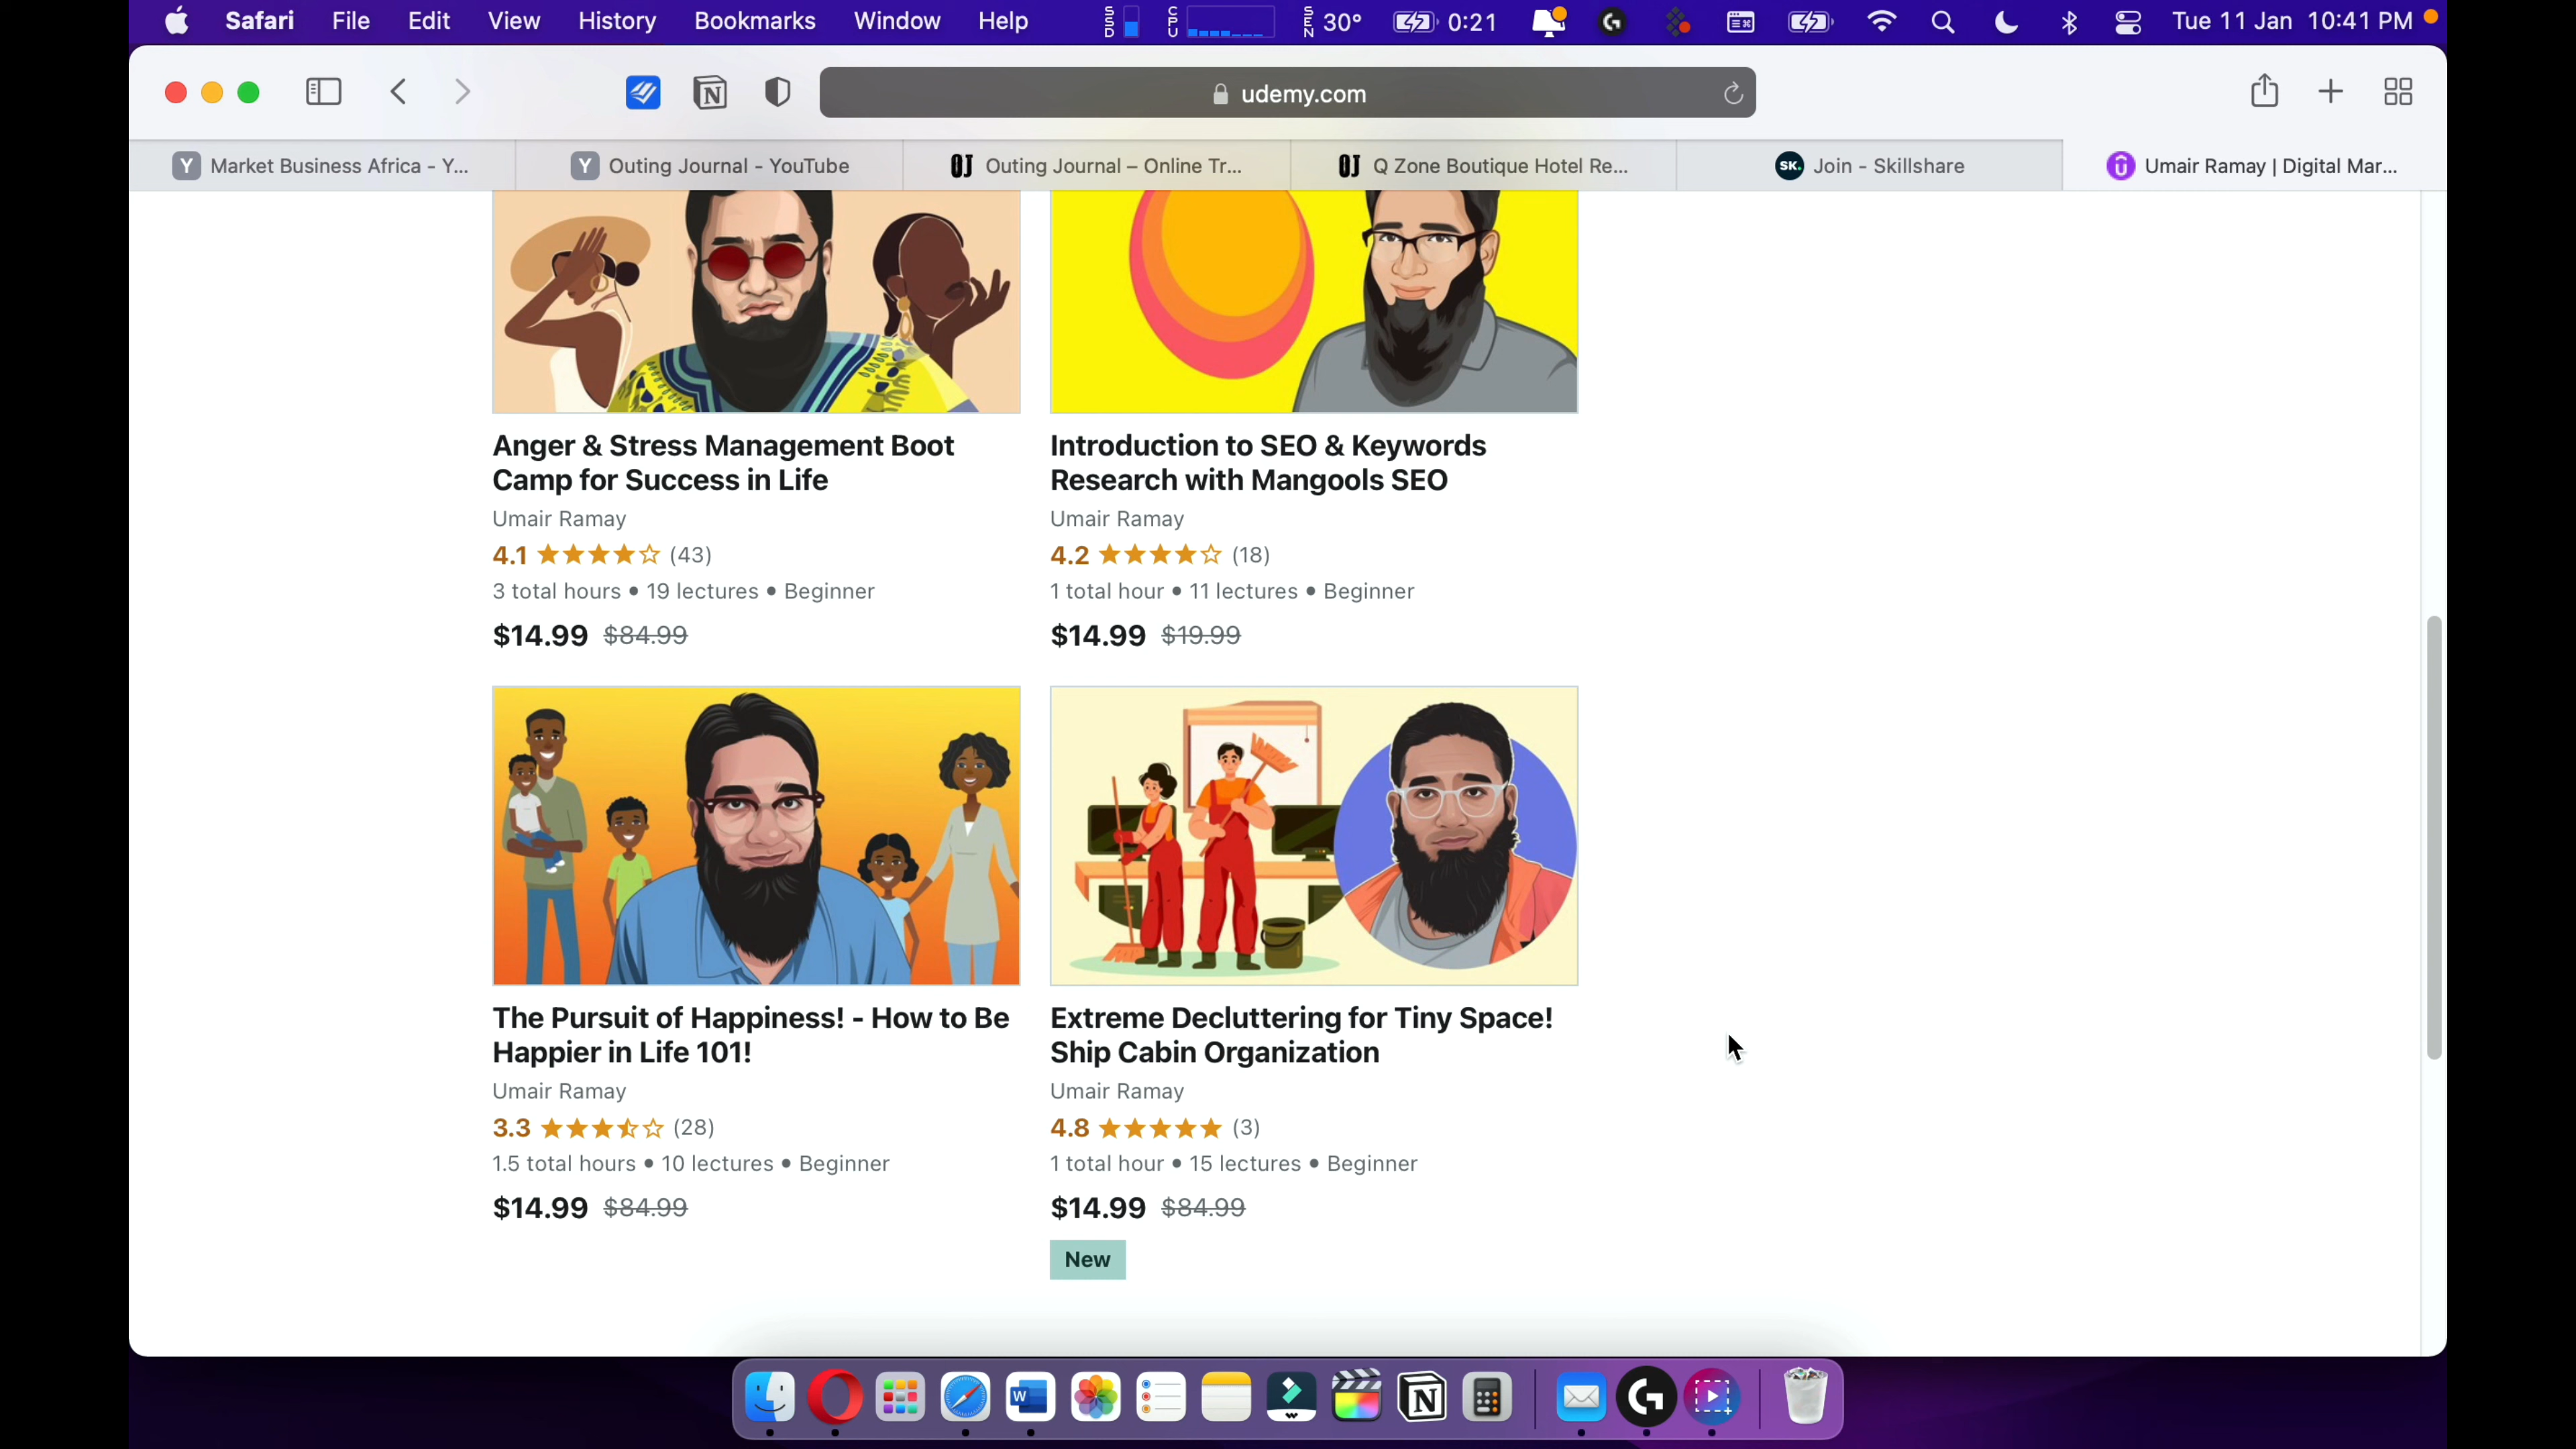 Safari File Edit View History Bookmarks Window Help SSD CPU SEN 30° 0:21 Tue 11 Jan 10:41 PM
udemy.com
Y Market Business Africa - Y... Y Outing Journal - YouTube OJ Outing Journal – Online Tr... OJ Q Zone Boutique Hotel Re... SK. Join - Skillshare Umair Ramay | Digital Mar...
Anger & Stress Management Boot
Camp for Success in Life
Umair Ramay
4.1 (43)
3 total hours • 19 lectures • Beginner
$14.99 $84.99
Introduction to SEO & Keywords
Research with Mangools SEO
Umair Ramay
4.2 (18)
1 total hour • 11 lectures • Beginner
$14.99 $19.99
The Pursuit of Happiness! - How to Be
Happier in Life 101!
Umair Ramay
3.3 (28)
1.5 total hours • 10 lectures • Beginner
$14.99 $84.99
Extreme Decluttering for Tiny Space!
Ship Cabin Organization
Umair Ramay
4.8 (3)
1 total hour • 15 lectures • Beginner
$14.99 $84.99
New